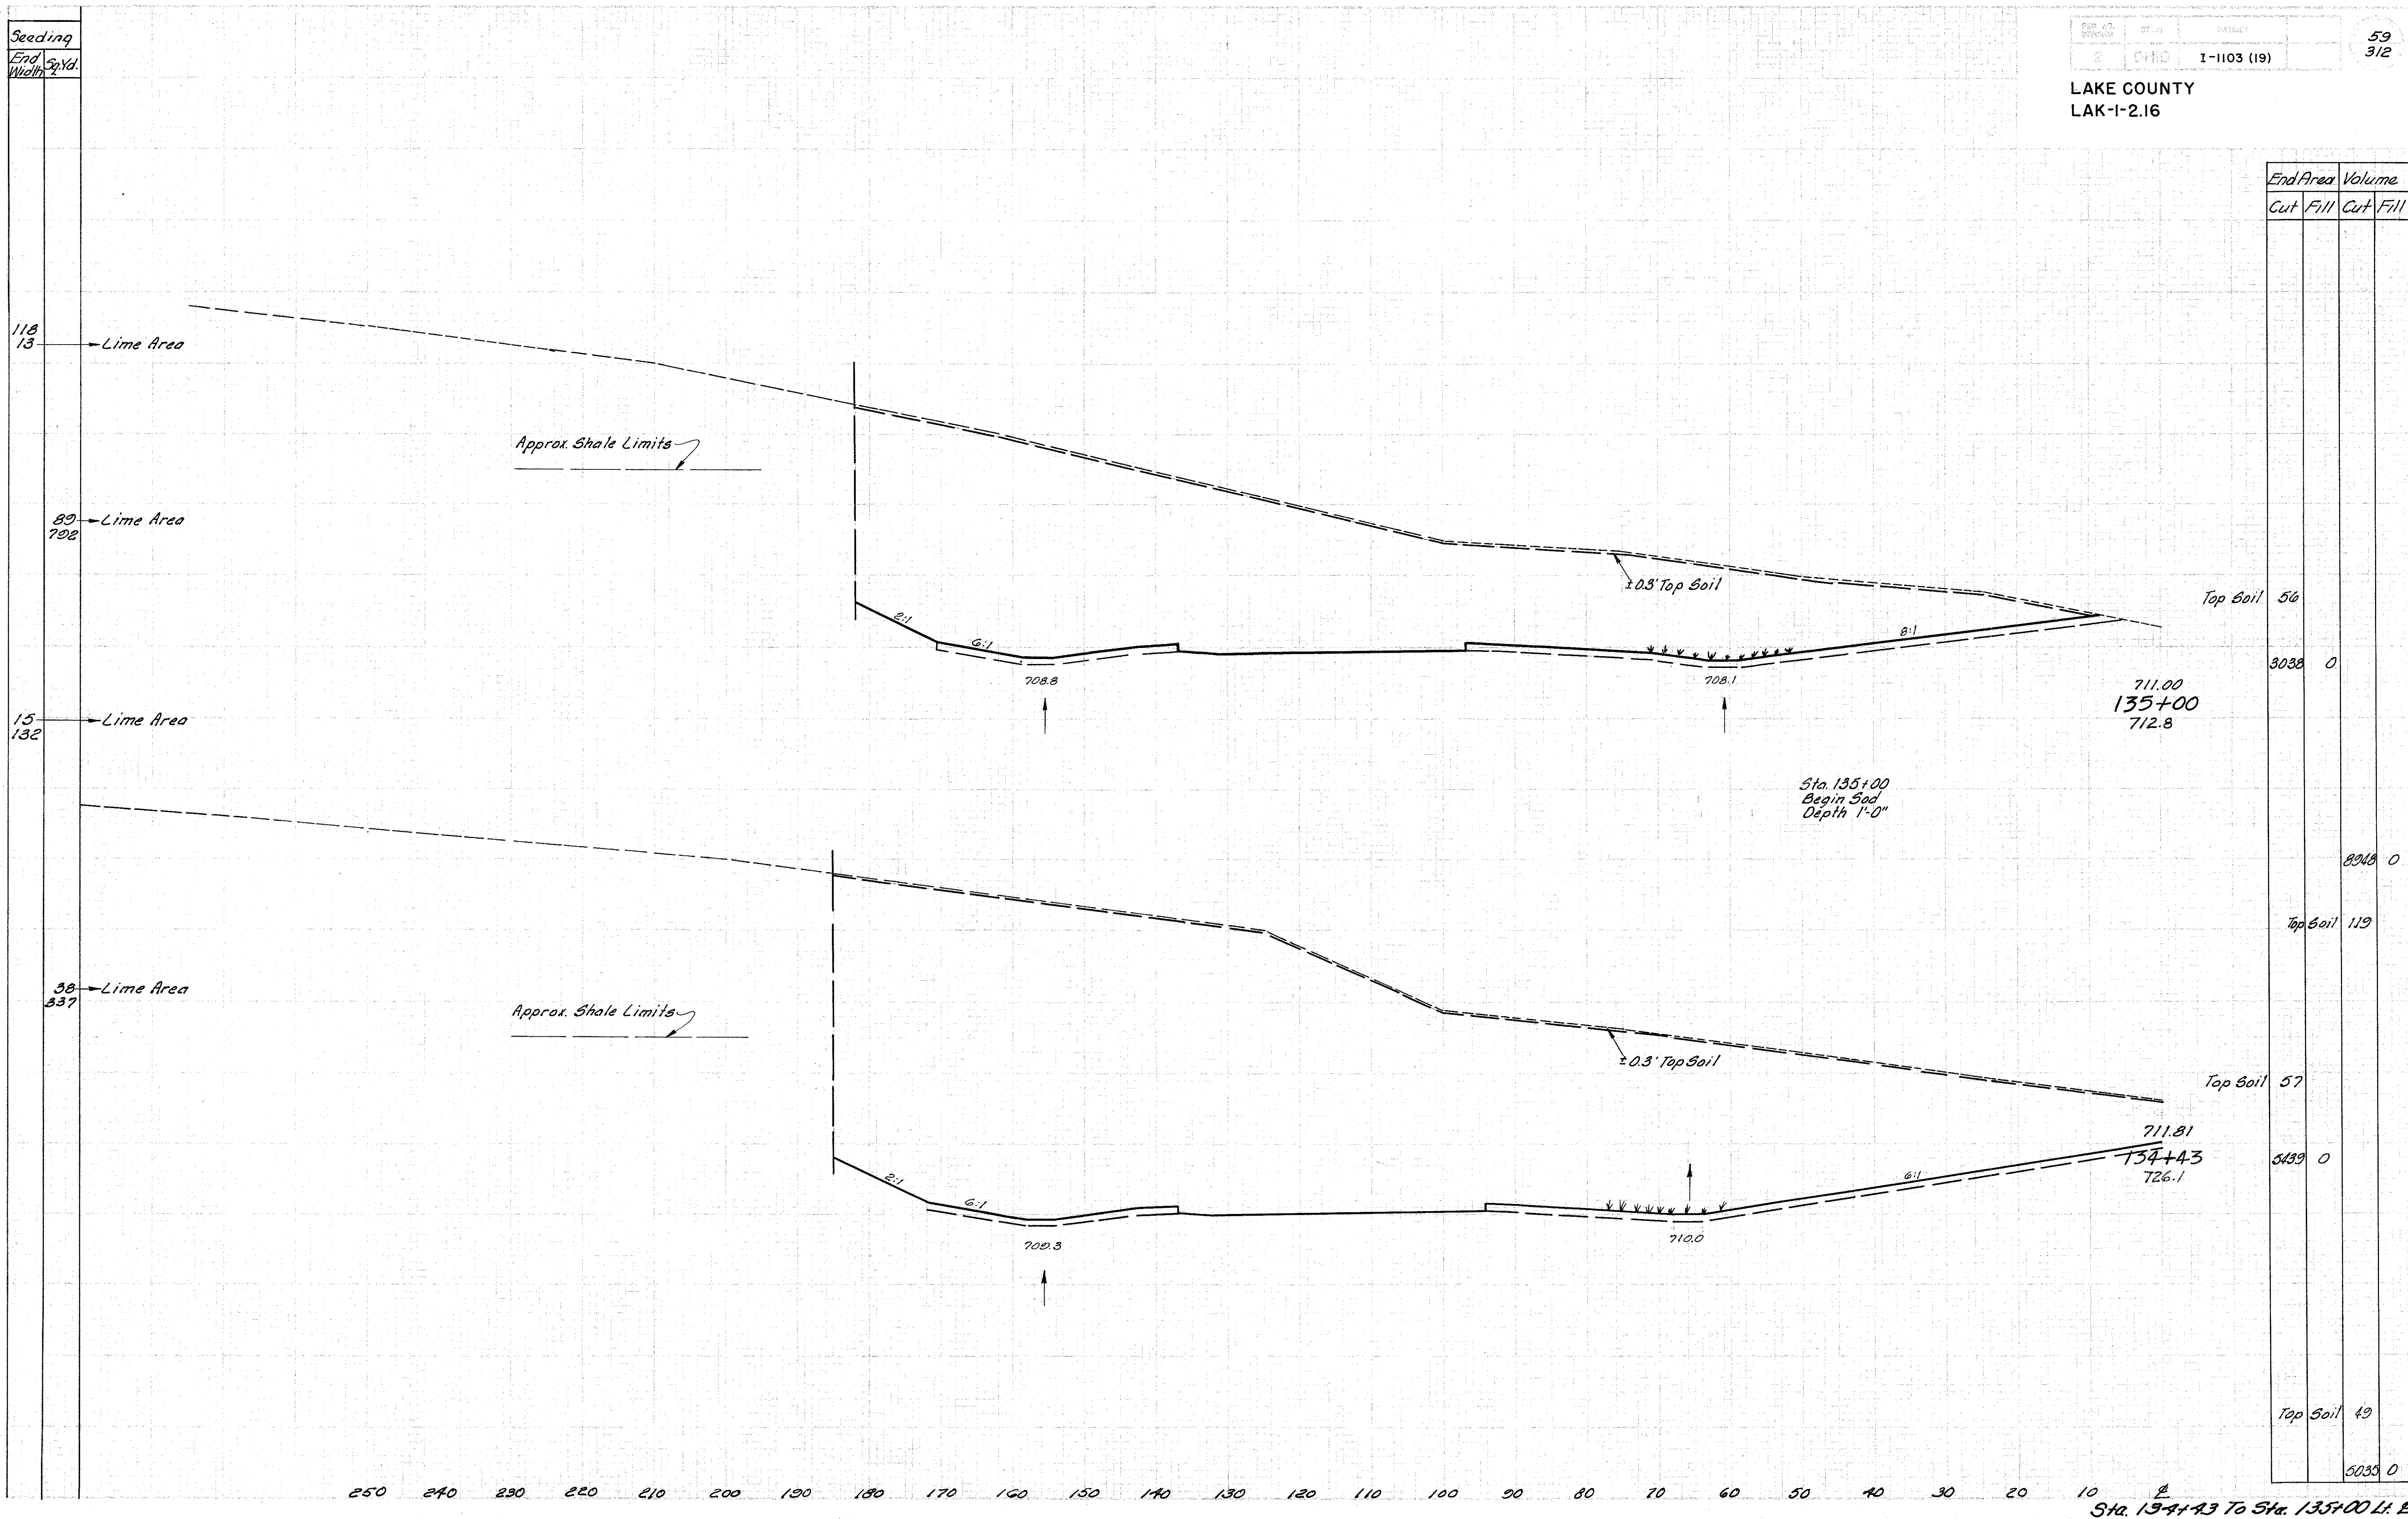 Seeding
End Width
Sq.Yd.
OHIO
I-1103 (19)
59
312
LAKE COUNTY
LAK-1-2.16
End Area Volume
Cut Fill Cut Fill
118
13 Lime Area
Approx. Shale Limits
89 Lime Area
792
±0.3' Top Soil
Top Soil 56
2:1
6:1
8:1
3038 0
708.8
708.1
711.00
135+00
712.8
15 Lime Area
132
Sta. 135+00
Begin Sod
Depth 1'-0"
8948 0
Top Soil 119
38 Lime Area
337
Approx. Shale Limits
±0.3' Top Soil
Top Soil 57
711.81
134+43
726.1
5439 0
2:1
6:1
6:1
709.3
710.0
Top Soil 49
5035 0
250 240 230 220 210 200 190 180 170 160 150 140 130 120 110 100 90 80 70 60 50 40 30 20 10 ℄
Sta. 134+43 To Sta. 135+00 Lt.